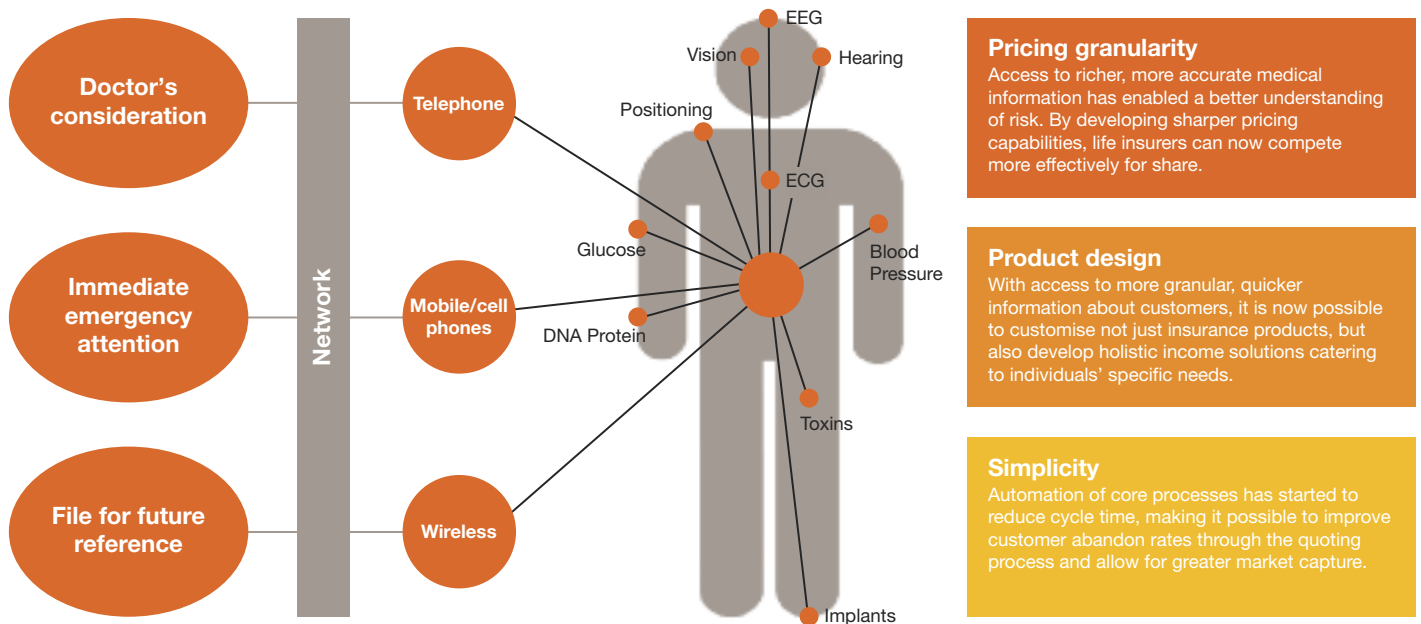 Doctor’s
consideration
Immediate
emergency
attention
File for future
reference
Network
Telephone
Mobile/cell
phones
Wireless
EEG
Vision
Hearing
Positioning
ECG
Glucose
Blood
Pressure
DNA Protein
Toxins
Implants
Pricing granularity
Access to richer, more accurate medical
information has enabled a better understanding
of risk. By developing sharper pricing
capabilities, life insurers can now compete
more effectively for share.
Product design
With access to more granular, quicker
information about customers, it is now possible
to customise not just insurance products, but
also develop holistic income solutions catering
to individuals’ specific needs.
Simplicity
Automation of core processes has started to
reduce cycle time, making it possible to improve
customer abandon rates through the quoting
process and allow for greater market capture.